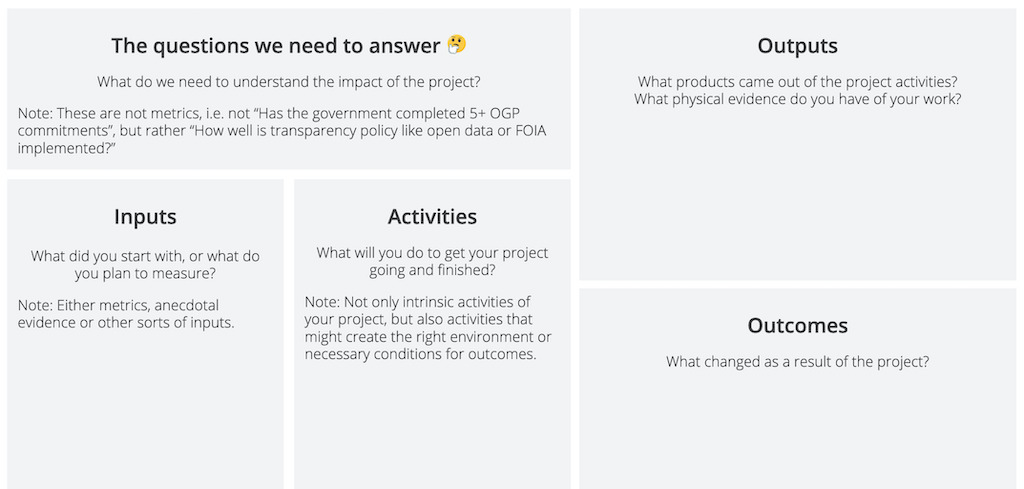 The questions we need to answer 🤔
What do we need to understand the impact of the project?
Note: These are not metrics, i.e. not “Has the government completed 5+ OGP
commitments”, but rather “How well is transparency policy like open data or FOIA
implemented?”
Inputs
What did you start with, or what do
you plan to measure?
Note: Either metrics, anecdotal
evidence or other sorts of inputs.
Activities
What will you do to get your project
going and finished?
Note: Not only intrinsic activities of
your project, but also activities that
might create the right environment or
necessary conditions for outcomes.
Outputs
What products came out of the project activities?
What physical evidence do you have of your work?
Outcomes
What changed as a result of the project?